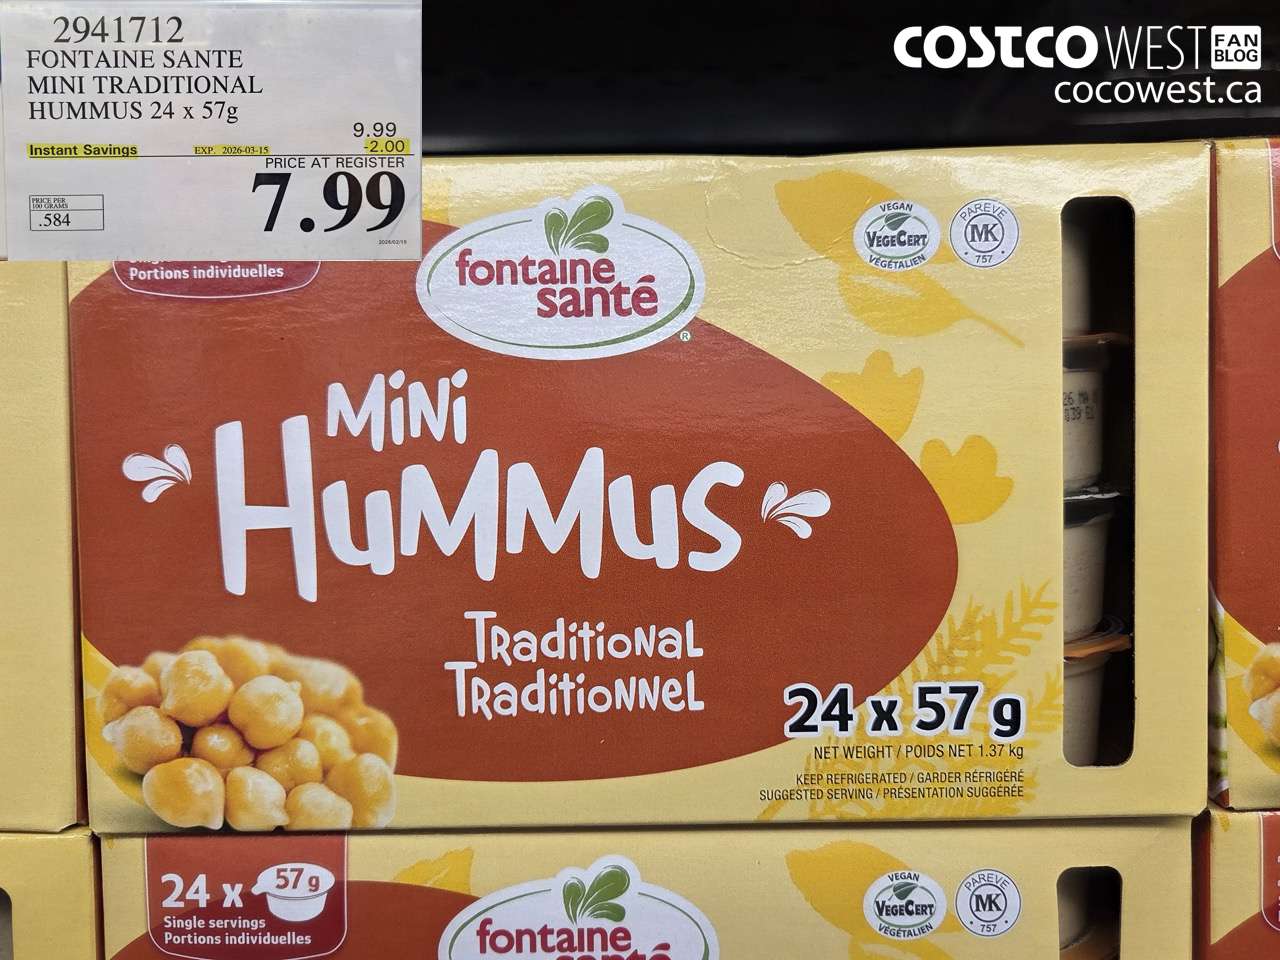 2941712
FONTAINE SANTE
MINI TRADITIONAL
HUMMUS 24 x 57g
9.99
Instant Savings EXP. 2026-03-15 -2.00
PRICE AT REGISTER
7.99
PRICE PER
100 GRAMS
.584
2026/02/15
COSTCO WEST FAN BLOG
cocowest.ca
Portions individuelles
fontaine
santé
®
VEGAN
VEGECERT
VÉGÉTALIEN
PAREVE
MK
757
MiNi
HuMMuS
TRaditioNaL
TRaditioNNeL
24 x 57 g
NET WEIGHT / POIDS NET 1.37 kg
KEEP REFRIGERATED / GARDER RÉFRIGÉRÉ
SUGGESTED SERVING / PRÉSENTATION SUGGÉRÉE
24 x 57 g
Single servings
Portions individuelles
fontaine
santé
VEGAN
VEGECERT
VÉGÉTALIEN
PAREVE
MK
757